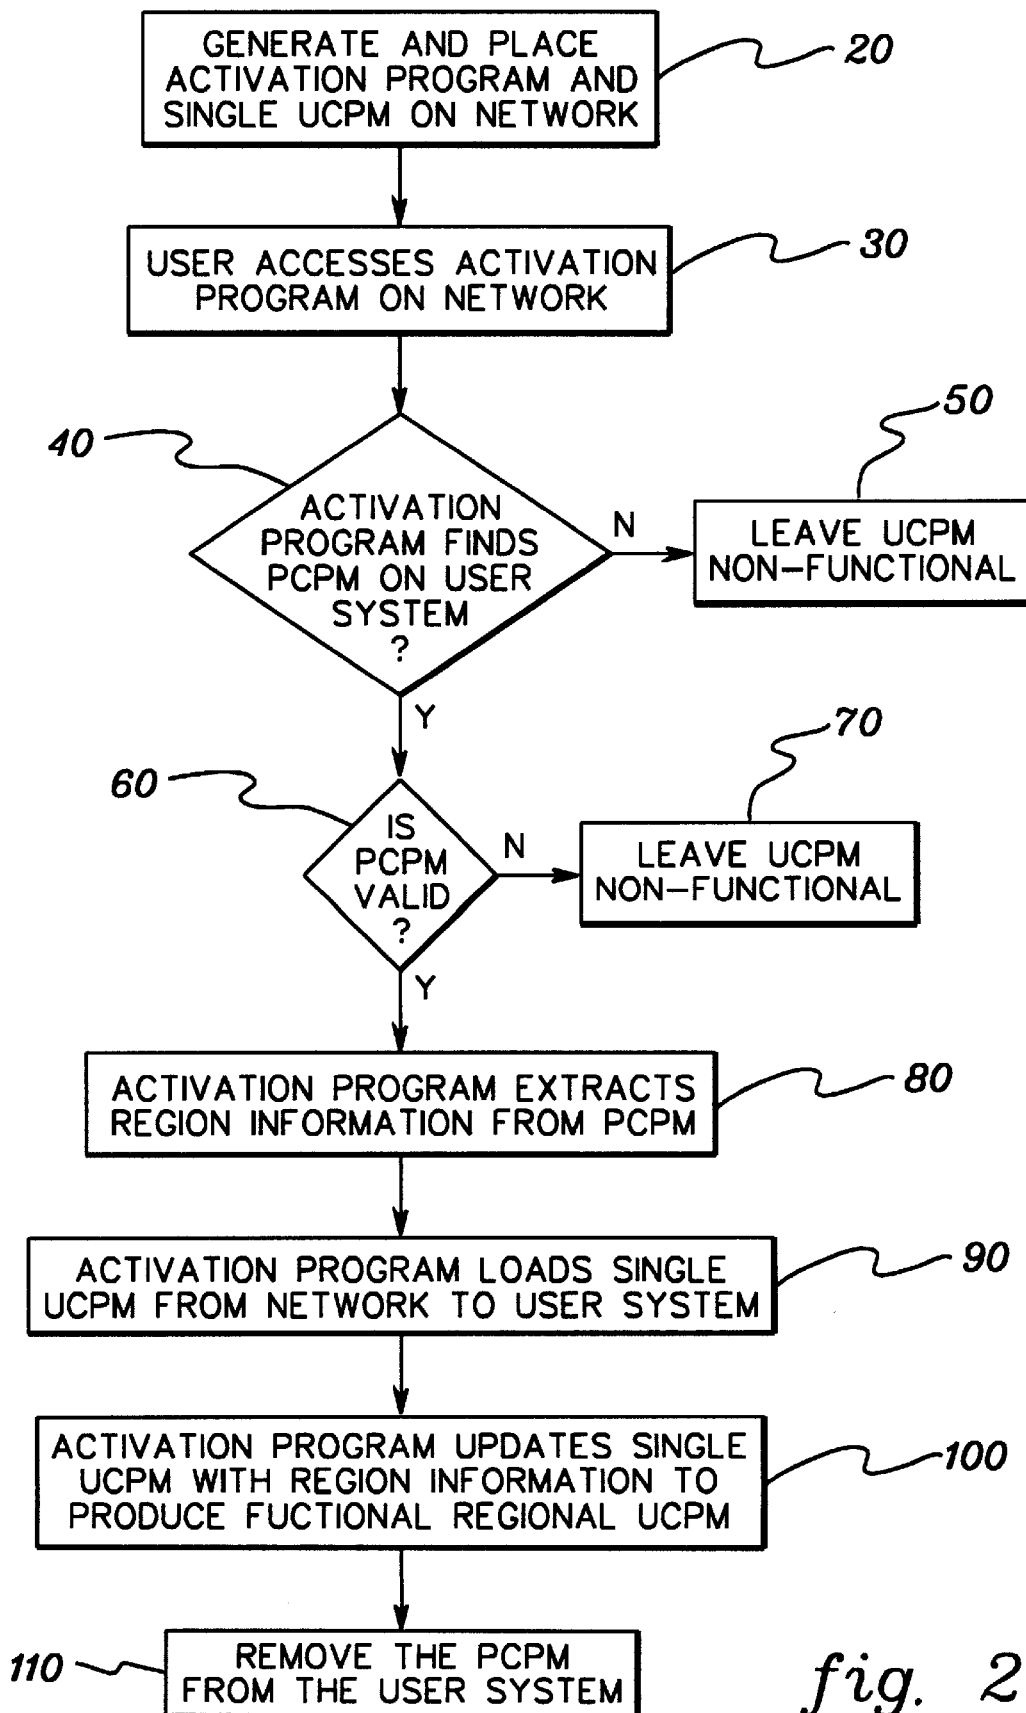 GENERATE AND PLACE
ACTIVATION PROGRAM AND
SINGLE UCPM ON NETWORK
20
USER ACCESSES ACTIVATION
PROGRAM ON NETWORK
30
40
ACTIVATION
PROGRAM FINDS
PCPM ON USER
SYSTEM
?
N
50
LEAVE UCPM
NON-FUNCTIONAL
Y
60
IS
PCPM
VALID
?
N
70
LEAVE UCPM
NON-FUNCTIONAL
Y
ACTIVATION PROGRAM EXTRACTS
REGION INFORMATION FROM PCPM
80
ACTIVATION PROGRAM LOADS SINGLE
UCPM FROM NETWORK TO USER SYSTEM
90
ACTIVATION PROGRAM UPDATES SINGLE
UCPM WITH REGION INFORMATION TO
PRODUCE FUCTIONAL REGIONAL UCPM
100
110
REMOVE THE PCPM
FROM THE USER SYSTEM
fig. 2